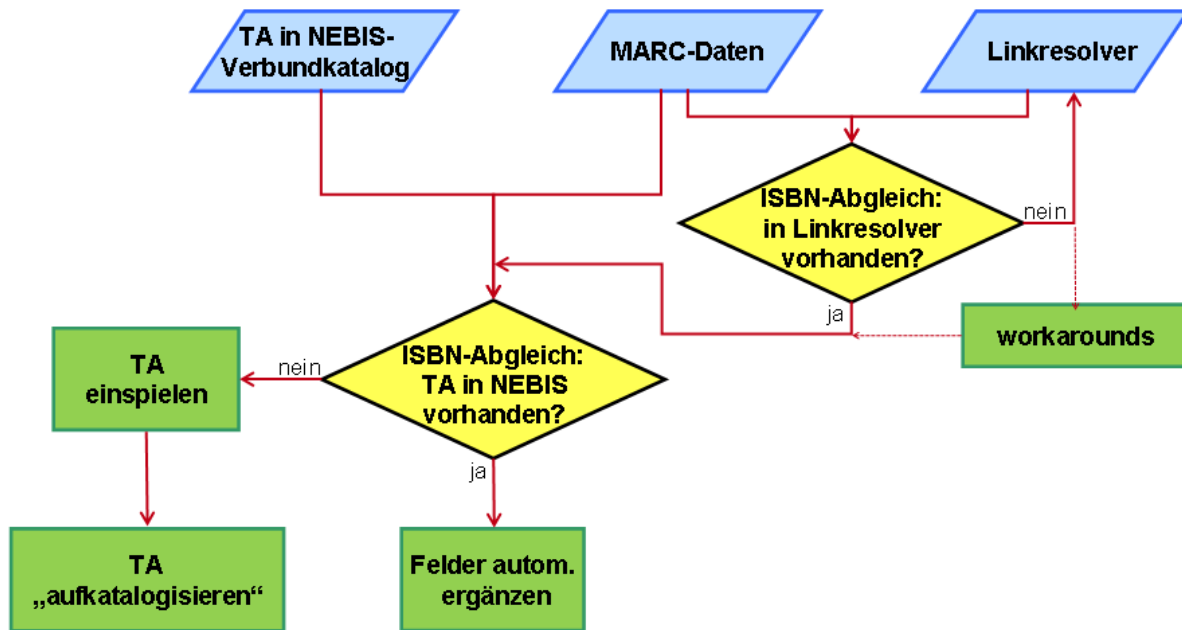 TA in NEBIS-
Verbundkatalog
MARC-Daten
Linkresolver
ISBN-Abgleich:
in Linkresolver
vorhanden?
nein
ja
workarounds
ISBN-Abgleich:
TA in NEBIS
vorhanden?
nein
TA
einspielen
ja
TA
„aufkatalogisieren“
Felder autom.
ergänzen